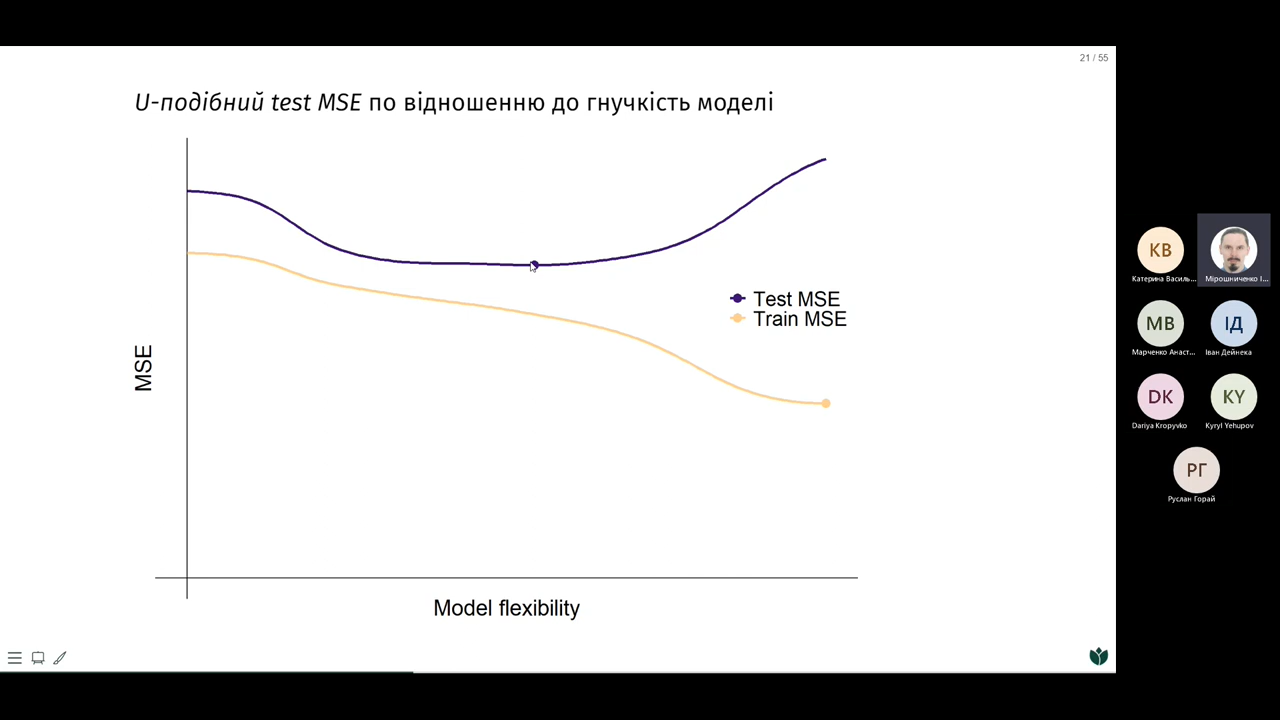 21 / 55
U-подібний test MSE по відношенню до гнучкість моделі
MSE
Test MSE
Train MSE
Model flexibility
КВ
Катерина Василь...
Мірошниченко І...
МВ
Марченко Анаст...
ІД
Іван Дейнека
DK
Dariya Kropyvko
KY
Kyryl Yehupov
РГ
Руслан Горай